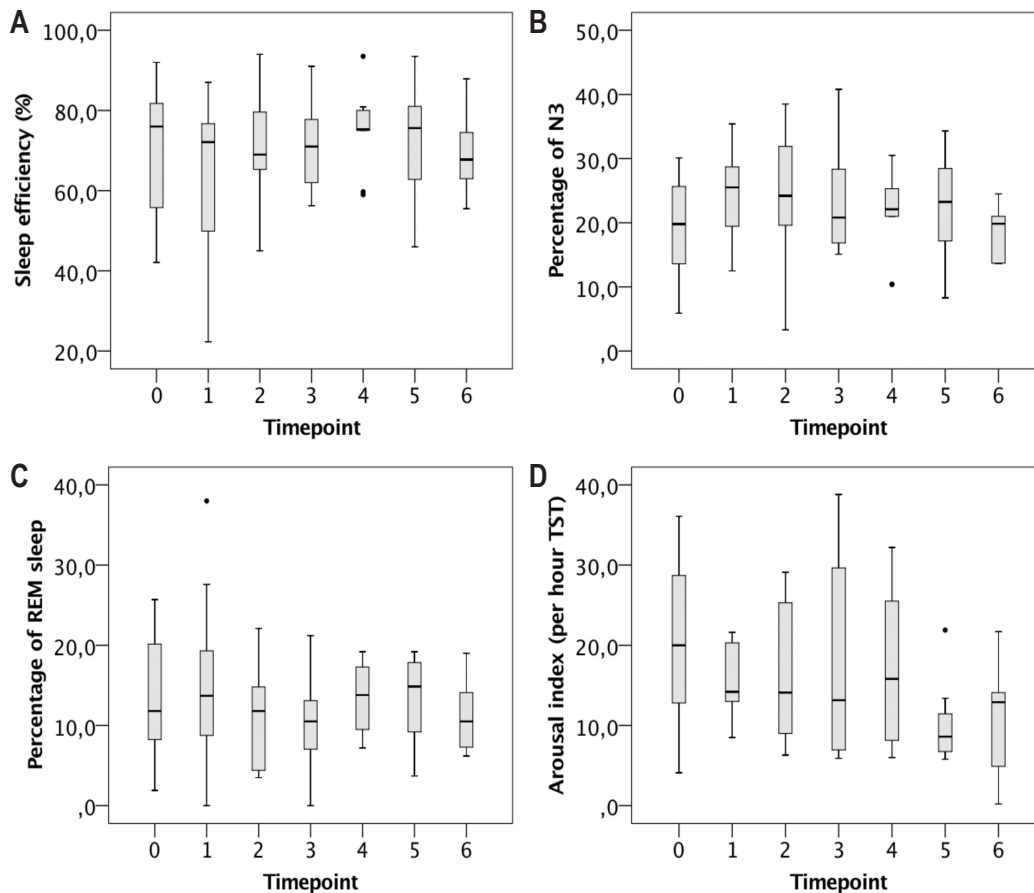 A
Sleep efficiency (%)
100,0
80,0
60,0
40,0
20,0
0 1 2 3 4 5 6
Timepoint
B
Percentage of N3
50,0
40,0
30,0
20,0
10,0
,0
0 1 2 3 4 5 6
Timepoint
C
Percentage of REM sleep
40,0
30,0
20,0
10,0
,0
0 1 2 3 4 5 6
Timepoint
D
Arousal index (per hour TST)
40,0
30,0
20,0
10,0
,0
0 1 2 3 4 5 6
Timepoint